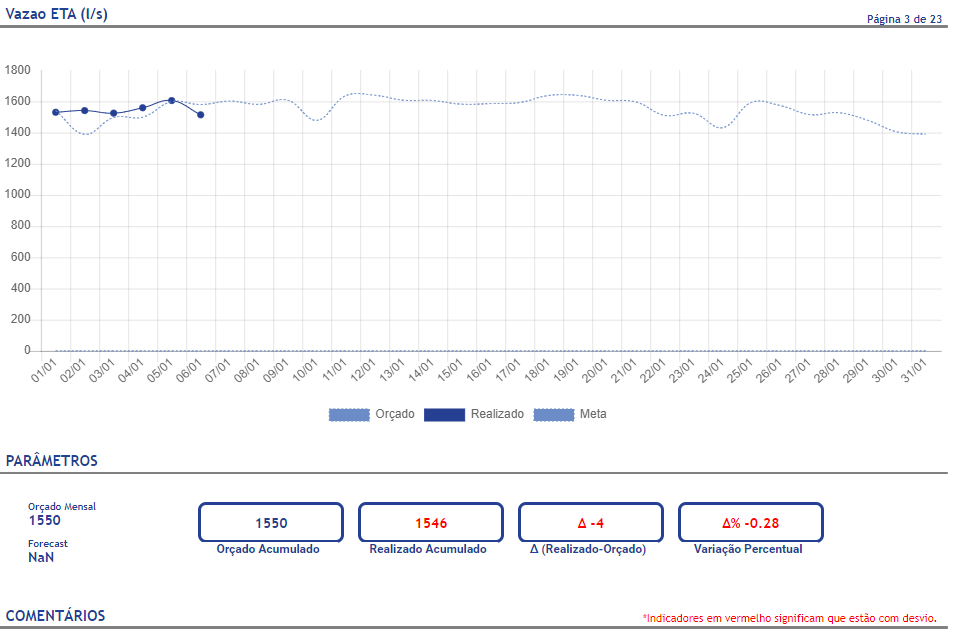 Vazao ETA (l/s)
Página 3 de 23
1800
1600
1400
1200
1000
800
600
400
200
0
01/01 02/01 03/01 04/01 05/01 06/01 07/01 08/01 09/01 10/01 11/01 12/01 13/01 14/01 15/01 16/01 17/01 18/01 19/01 20/01 21/01 22/01 23/01 24/01 25/01 26/01 27/01 28/01 29/01 30/01 31/01
Orçado Realizado Meta
PARÂMETROS
Orçado Mensal
1550
Forecast
NaN
1550
Orçado Acumulado
1546
Realizado Acumulado
Δ -4
Δ (Realizado-Orçado)
Δ% -0.28
Variação Percentual
COMENTÁRIOS
*Indicadores em vermelho significam que estão com desvio.